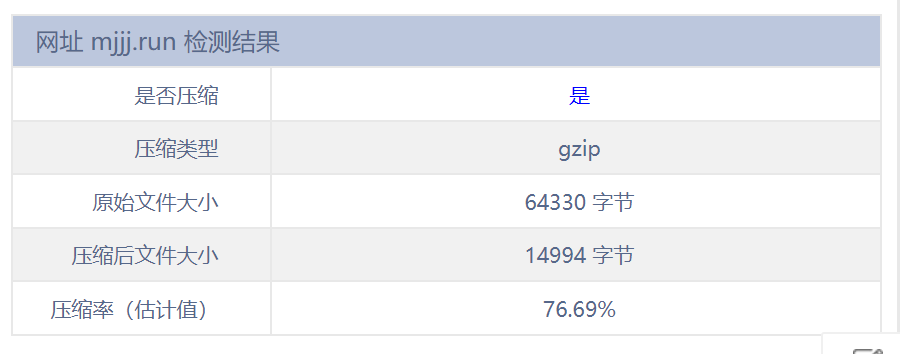 网址 mjjj.run 检测结果
是否压缩 是
压缩类型 gzip
原始文件大小 64330 字节
压缩后文件大小 14994 字节
压缩率（估计值） 76.69%